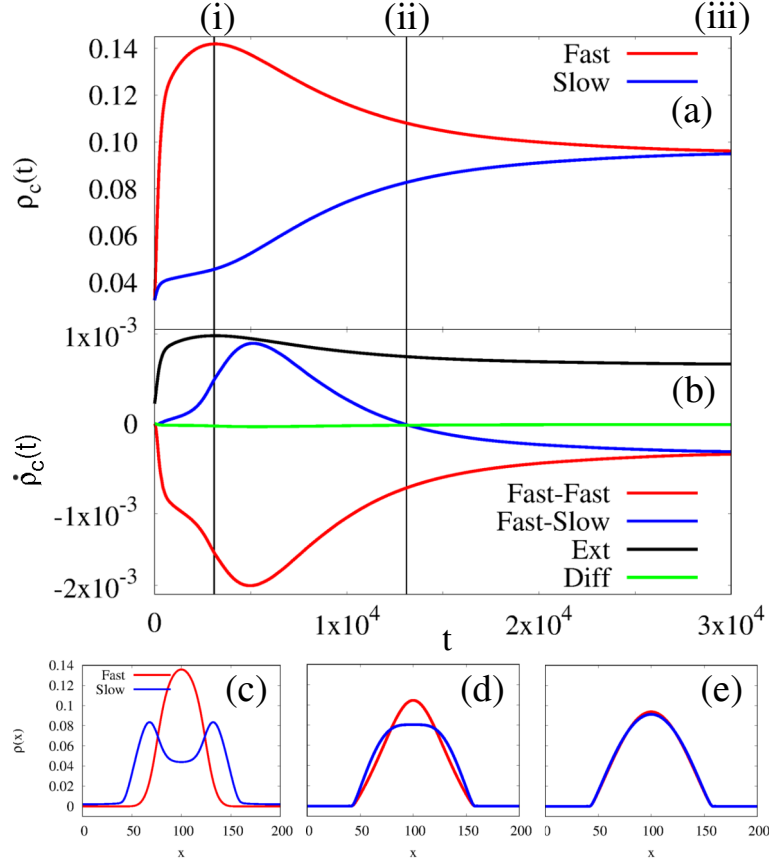 (i) (ii) (iii)
0.14
0.12
0.10
0.08
0.06
0.04
ρc(t)
Fast
Slow
(a)
1x10⁻³
0
-1x10⁻³
-2x10⁻³
ρ̇c(t)
(b)
Fast-Fast
Fast-Slow
Ext
Diff
0 1x10⁴ 2x10⁴ 3x10⁴
t
0.14
0.12
0.1
0.08
0.06
0.04
0.02
0
ρ(x)
Fast
Slow
(c)
0 50 100 150 200
x
(d)
0 50 100 150 200
x
(e)
0 50 100 150 200
x